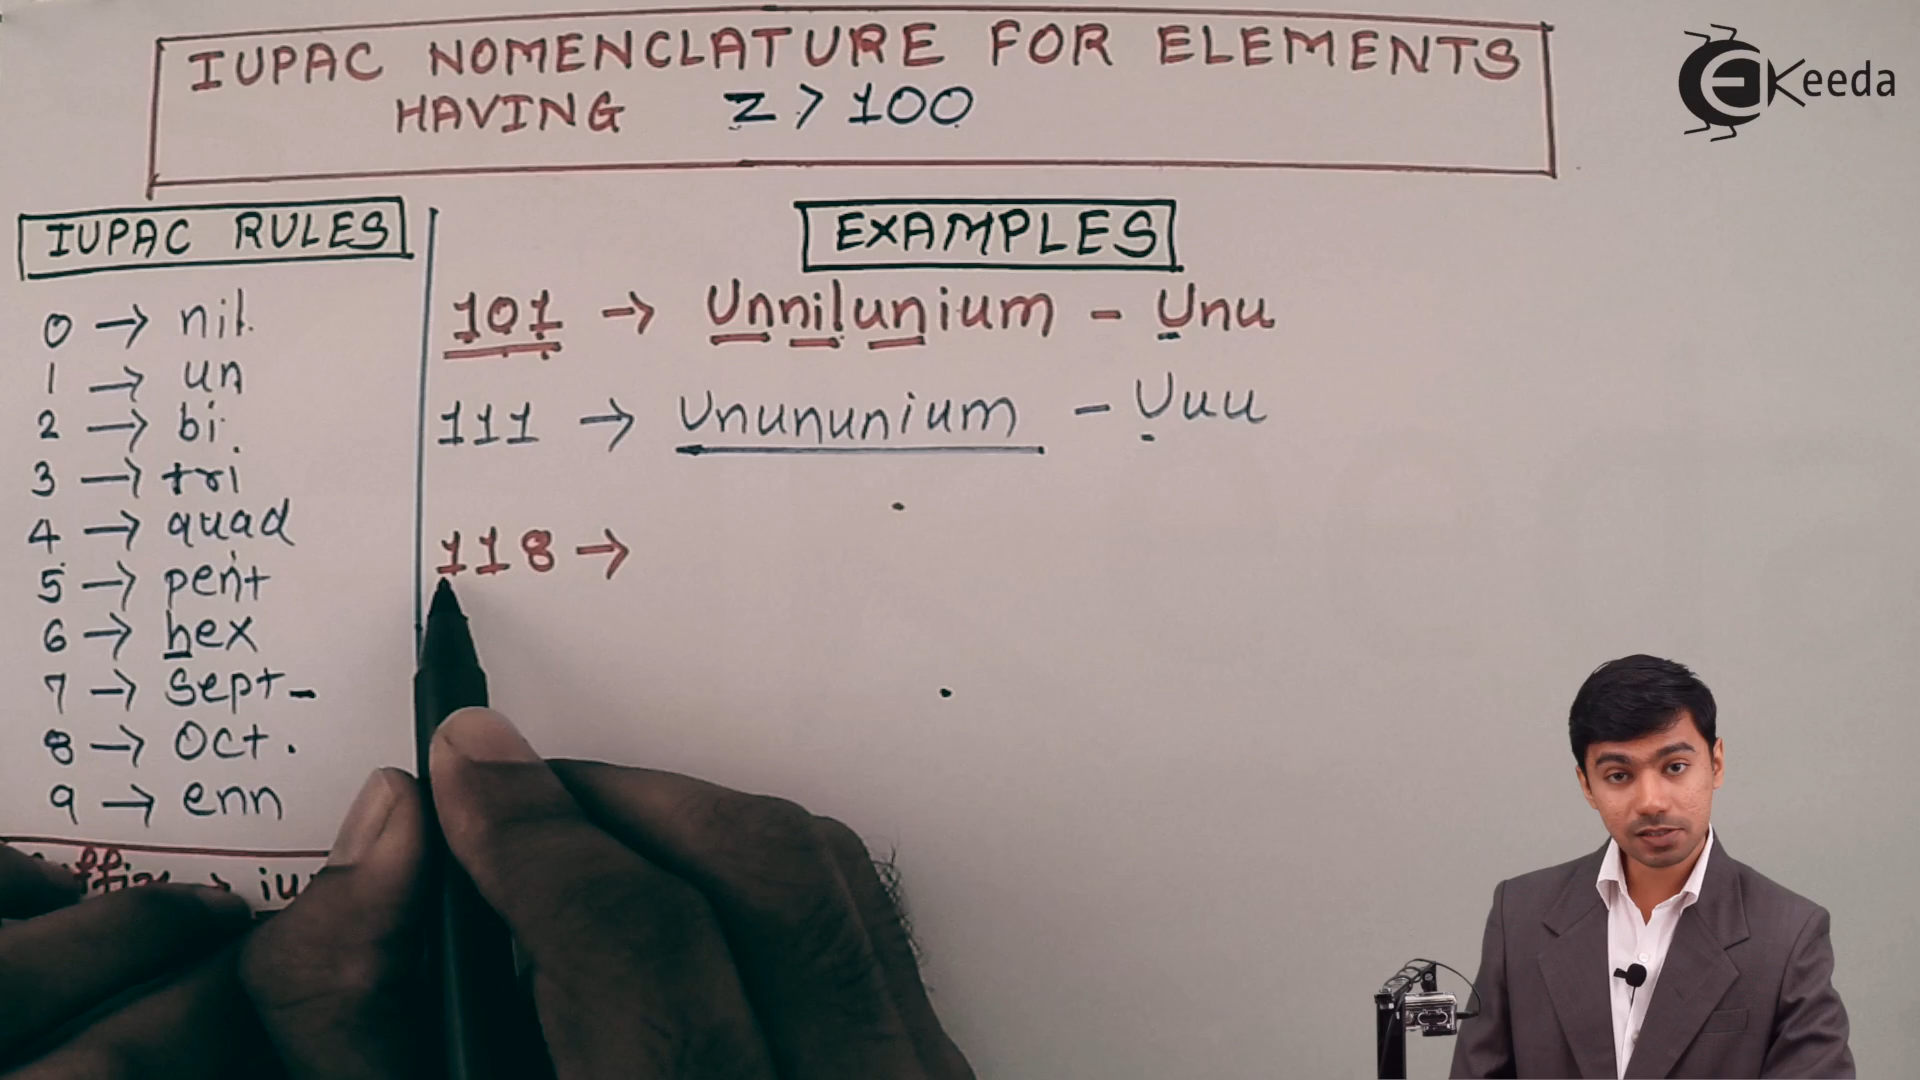 IUPAC NOMENCLATURE FOR ELEMENTS
HAVING Z > 100
EKeeda
IUPAC RULES
0 → nil
1 → un
2 → bi
3 → tri
4 → quad
5 → pent
6 → hex
7 → sept
8 → oct
9 → enn
EXAMPLES
101 → Unnilunium - Unu
111 → Unununium - Uuu
118 →